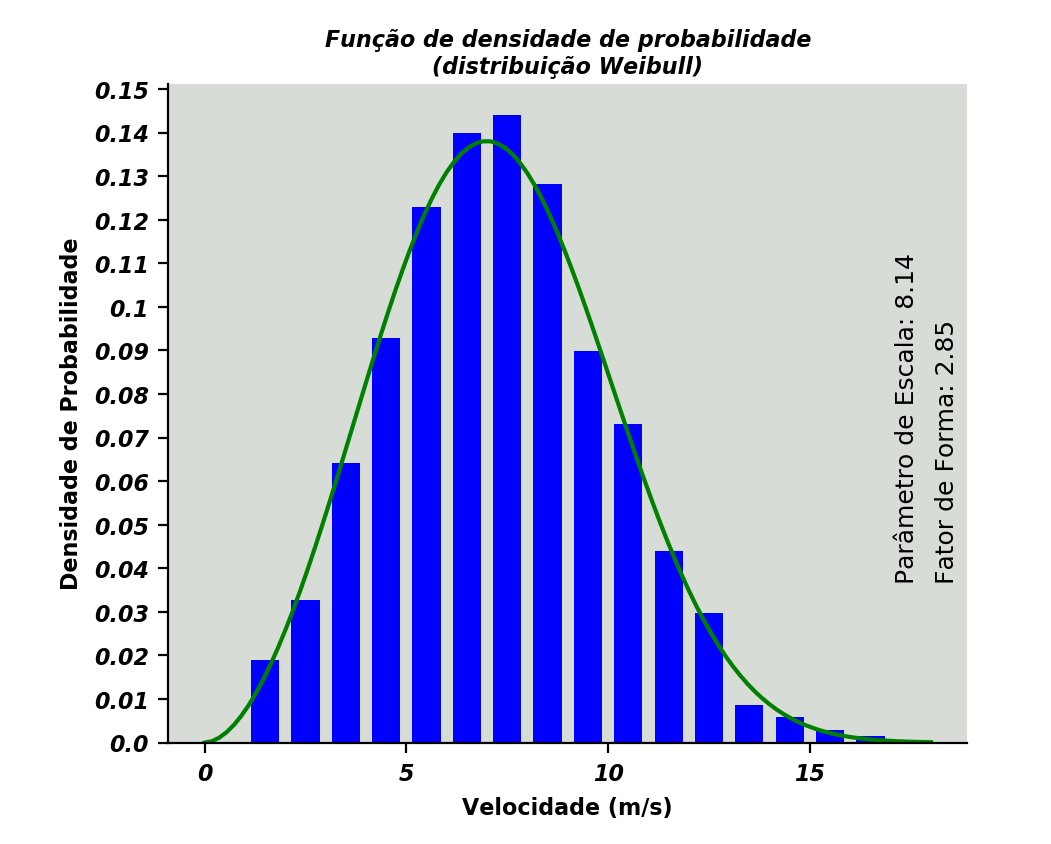 Função de densidade de probabilidade
(distribuição Weibull)
0.15
0.14
0.13
0.12
0.11
0.1
0.09
0.08
0.07
0.06
0.05
0.04
0.03
0.02
0.01
0.0
Densidade de Probabilidade
0 5 10 15
Velocidade (m/s)
Parâmetro de Escala: 8.14
Fator de Forma: 2.85